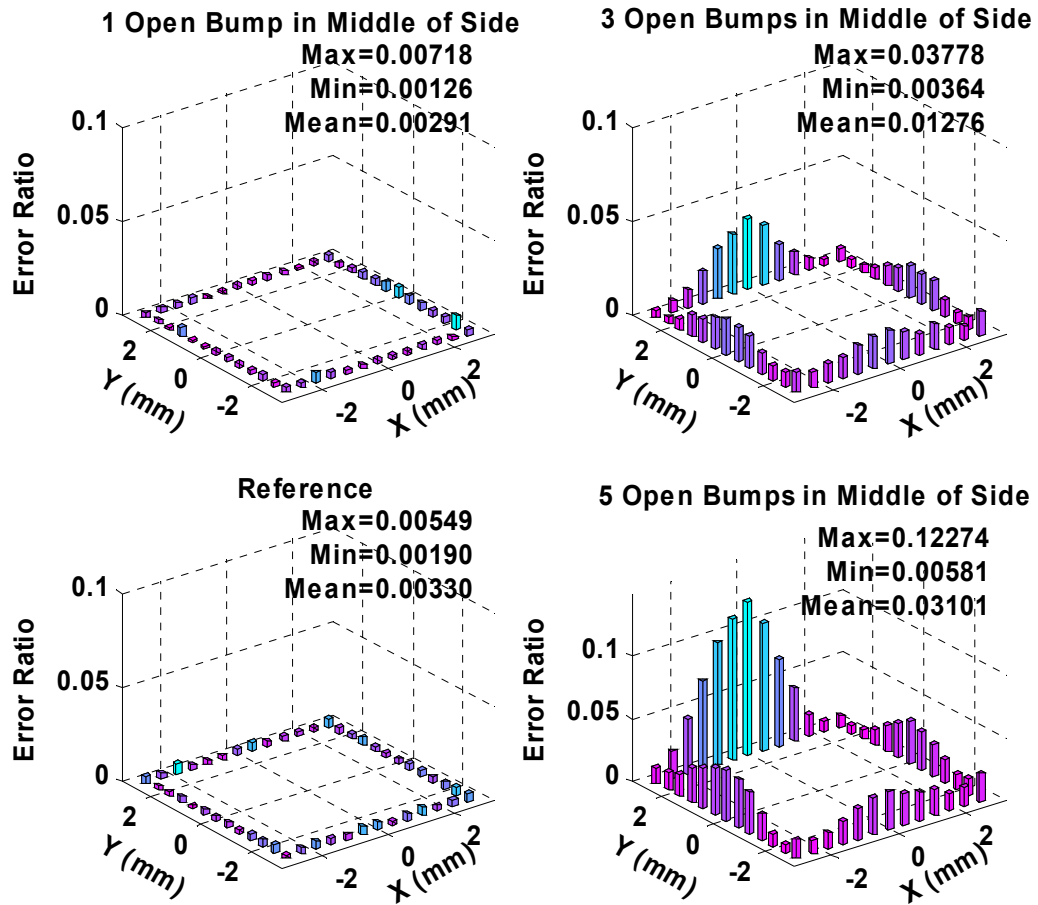 1 Open Bump in Middle of Side
Max=0.00718
Min=0.00126
Mean=0.00291
0.1
0.05
0
Error Ratio
2
0
-2
Y (mm)
-2
0
2
X (mm)
3 Open Bumps in Middle of Side
Max=0.03778
Min=0.00364
Mean=0.01276
0.1
0.05
0
Error Ratio
2
0
-2
Y (mm)
-2
0
2
X (mm)
Reference
Max=0.00549
Min=0.00190
Mean=0.00330
0.1
0.05
0
Error Ratio
2
0
-2
Y (mm)
-2
0
2
X (mm)
5 Open Bumps in Middle of Side
Max=0.12274
Min=0.00581
Mean=0.03101
0.1
0.05
0
Error Ratio
2
0
-2
Y (mm)
-2
0
2
X (mm)